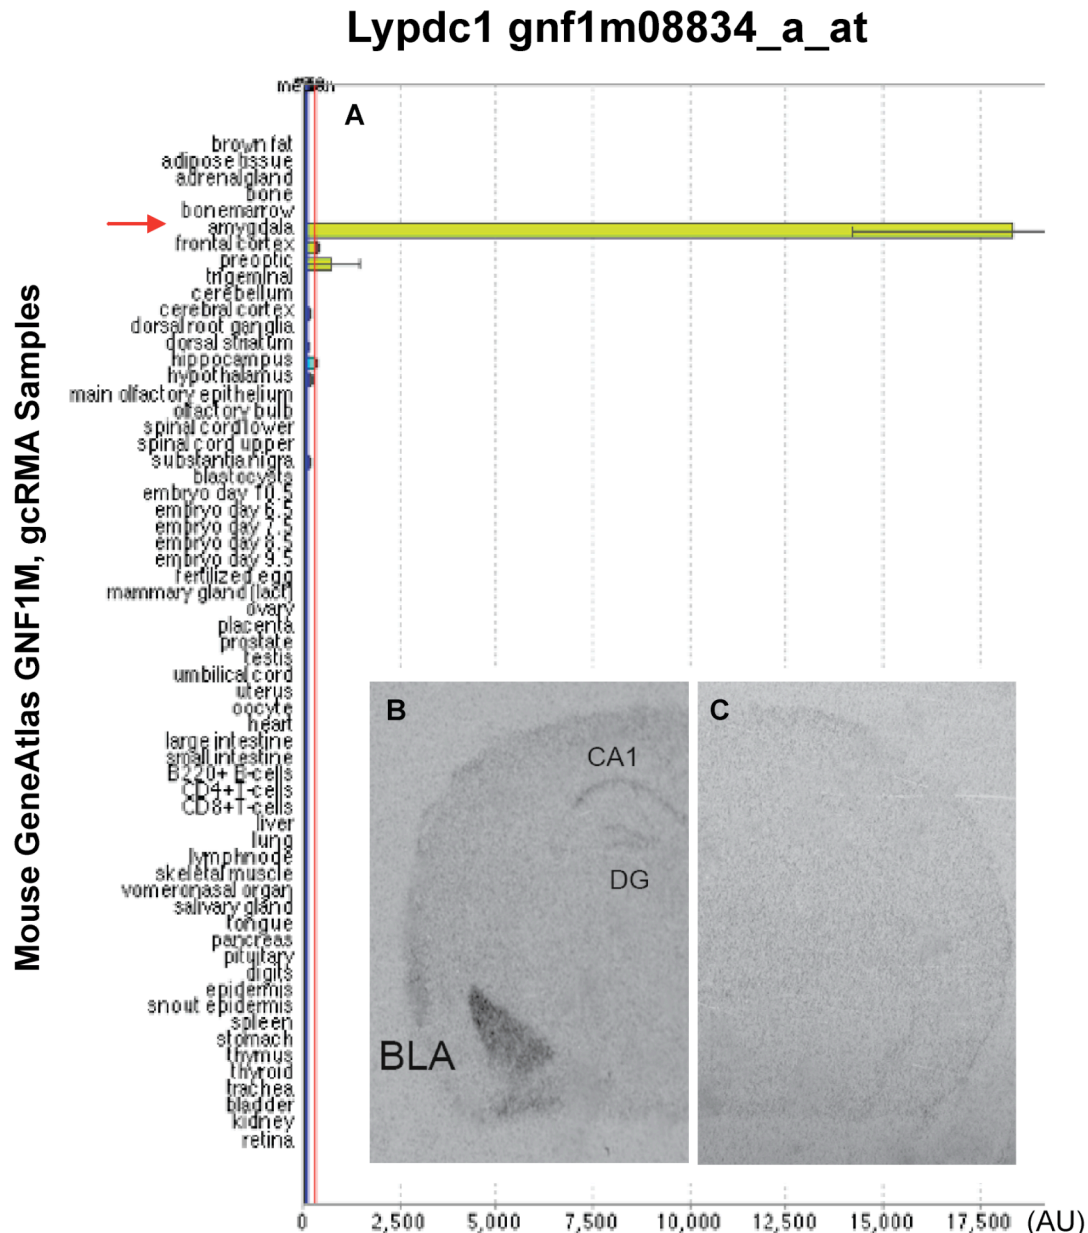 Lypdc1 gnf1m08834_a_at
Mouse GeneAtlas GNF1M, gcRMA Samples
A
brown fat
adipose tissue
adrenal gland
bone
bonemarrow
amygdala
frontal cortex
preoptic
trigeminal
cerebellum
cerebral cortex
dorsal root ganglia
dorsal striatum
hippocampus
hypothalamus
main olfactory epithelium
olfactory bulb
spinal cord lower
spinal cord upper
substantia nigra
blastocysts
embryo day 10.5
embryo day 6.5
embryo day 7.5
embryo day 8.5
embryo day 9.5
fertilized egg
mammary gland (lact)
ovary
placenta
prostate
testis
umbilical cord
uterus
oocyte
heart
large intestine
small intestine
B220+ B-cells
CD4+T-cells
CD8+T-cells
liver
lung
lymphnode
skeletal muscle
vomeronasal organ
salivary gland
tongue
pancreas
pituitary
digits
epidermis
snout epidermis
spleen
stomach
thymus
thyroid
trachea
bladder
kidney
retina
B
CA1
DG
BLA
C
0 2,500 5,000 7,500 10,000 12,500 15,000 17,500 (AU)